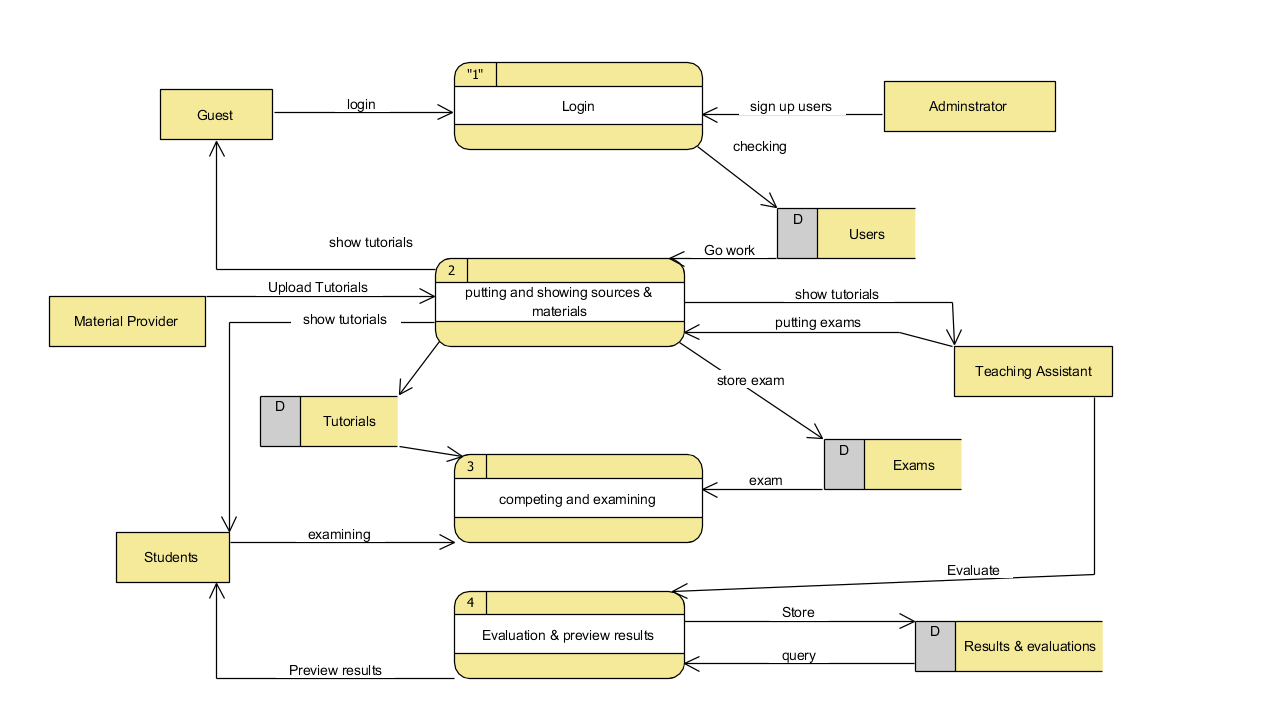 "1"
login
Login
sign up users
Adminstrator
Guest
checking
D
Users
show tutorials
Go work
2
Upload Tutorials
putting and showing sources &
materials
show tutorials
Material Provider
show tutorials
putting exams
Teaching Assistant
store exam
D
Tutorials
D
Exams
3
exam
competing and examining
examining
Students
Evaluate
4
Store
Evaluation & preview results
D
Results & evaluations
query
Preview results